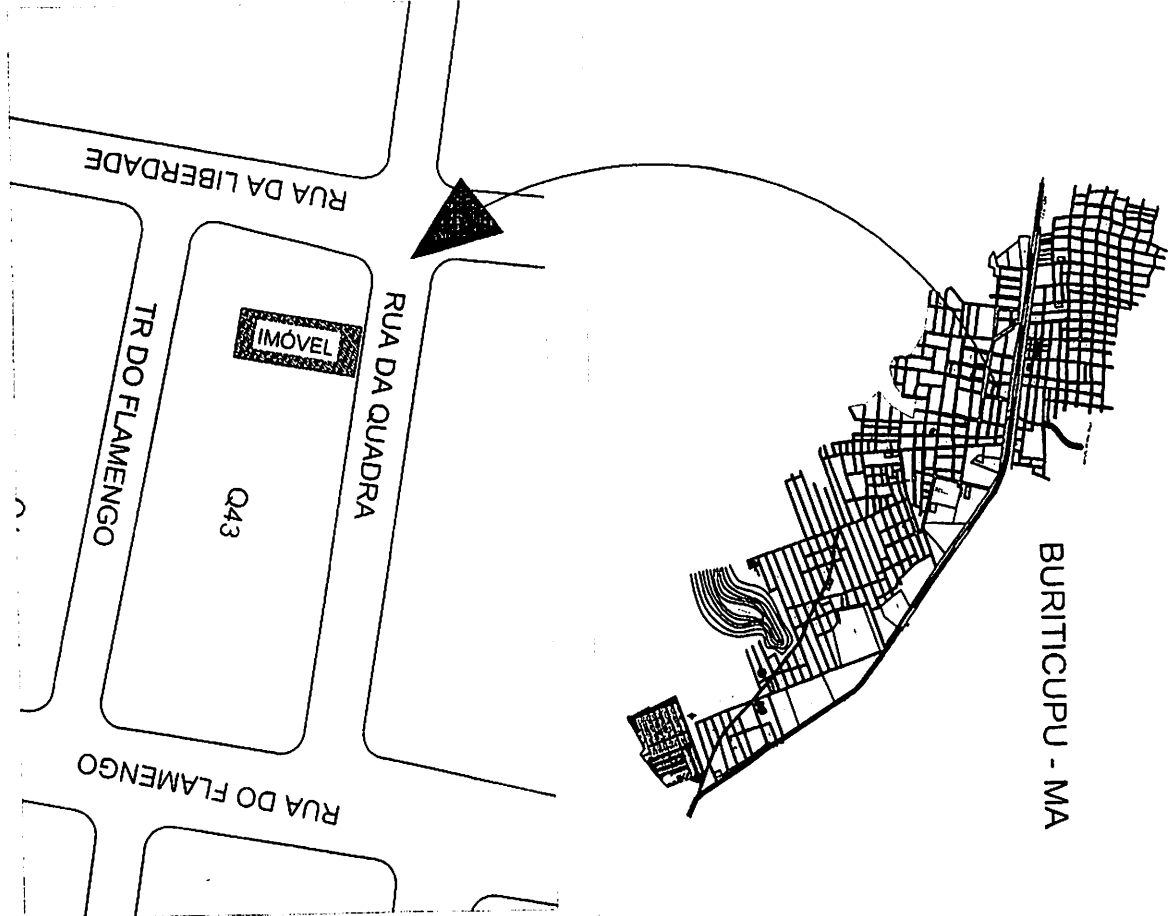 RUA DA LIBERDADE
TR DO FLAMENGO
IMÓVEL
RUA DA QUADRA
Q43
RUA DO FLAMENGO
BURITICUPU - MA